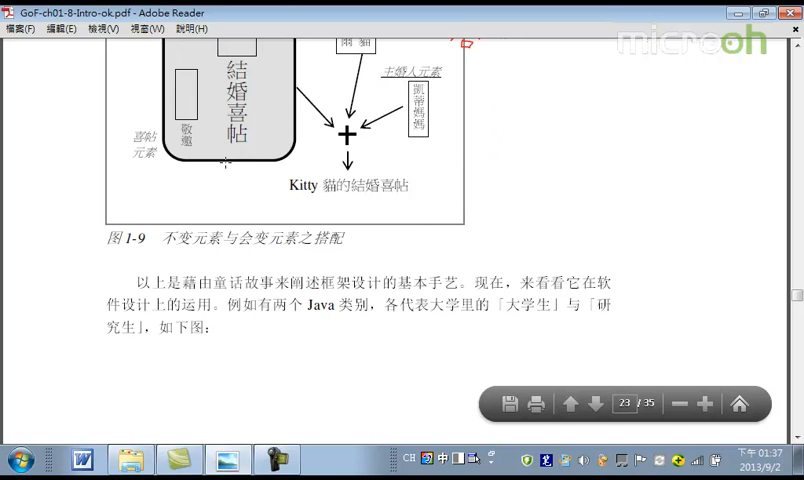 GoF-ch01-8-Intro-ok.pdf - Adobe Reader
檔案(F) 編輯(E) 檢視(V) 視窗(W) 說明(H)
microoh
爾貓
主婚人元素
凱蒂媽媽
結婚喜帖
敬邀
喜帖
元素
+
Kitty 貓的結婚喜帖
图 1-9 不变元素与会变元素之搭配
以上是藉由童话故事来阐述框架设计的基本手艺。现在，来看看它在软
件设计上的运用。例如有两个 Java 类别，各代表大学里的「大学生」与「研
究生」，如下图：
23 / 35
CH 中
下午 01:37
2013/9/2